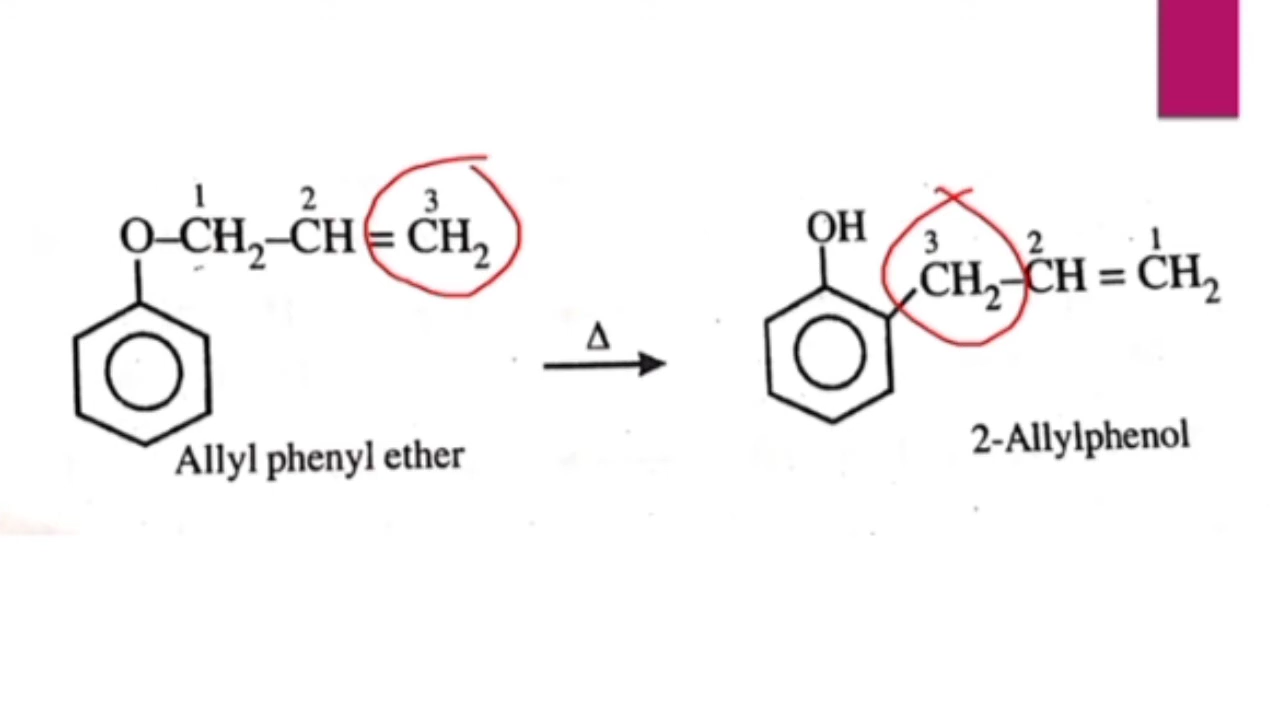 1 2 3
O–CH₂–CH = CH₂
Δ
Allyl phenyl ether
OH
3 2 1
CH₂–CH = CH₂
2-Allylphenol